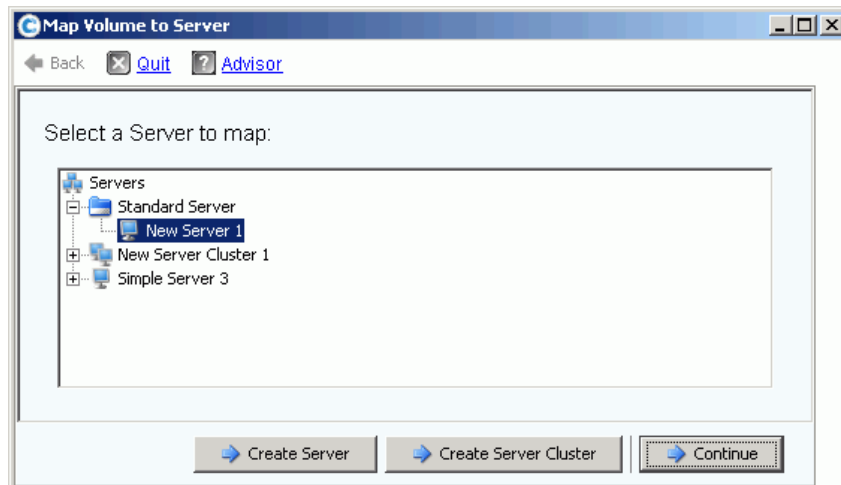 Map Volume to Server
Back Quit ? Advisor
Select a Server to map:
Servers
Standard Server
New Server 1
New Server Cluster 1
Simple Server 3
Create Server Create Server Cluster Continue